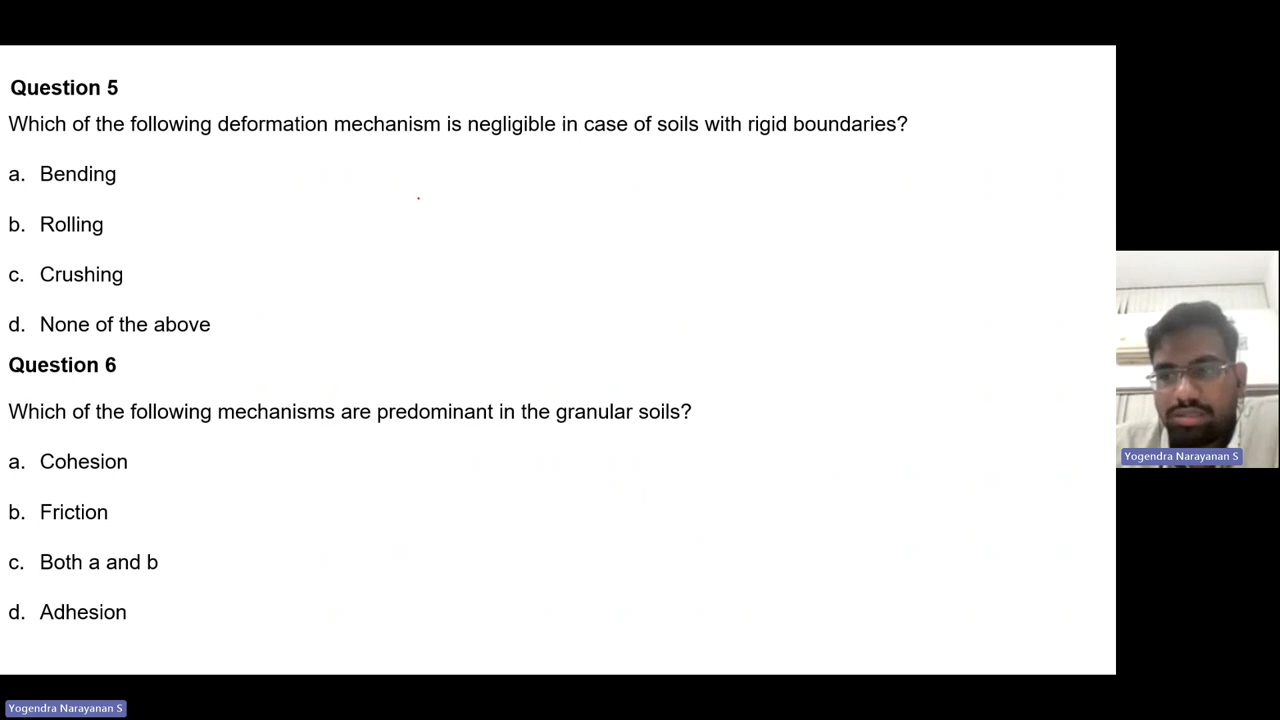 Question 5
Which of the following deformation mechanism is negligible in case of soils with rigid boundaries?
a. Bending
b. Rolling
c. Crushing
d. None of the above
Question 6
Which of the following mechanisms are predominant in the granular soils?
a. Cohesion
b. Friction
c. Both a and b
d. Adhesion
Yogendra Narayanan S
Yogendra Narayanan S